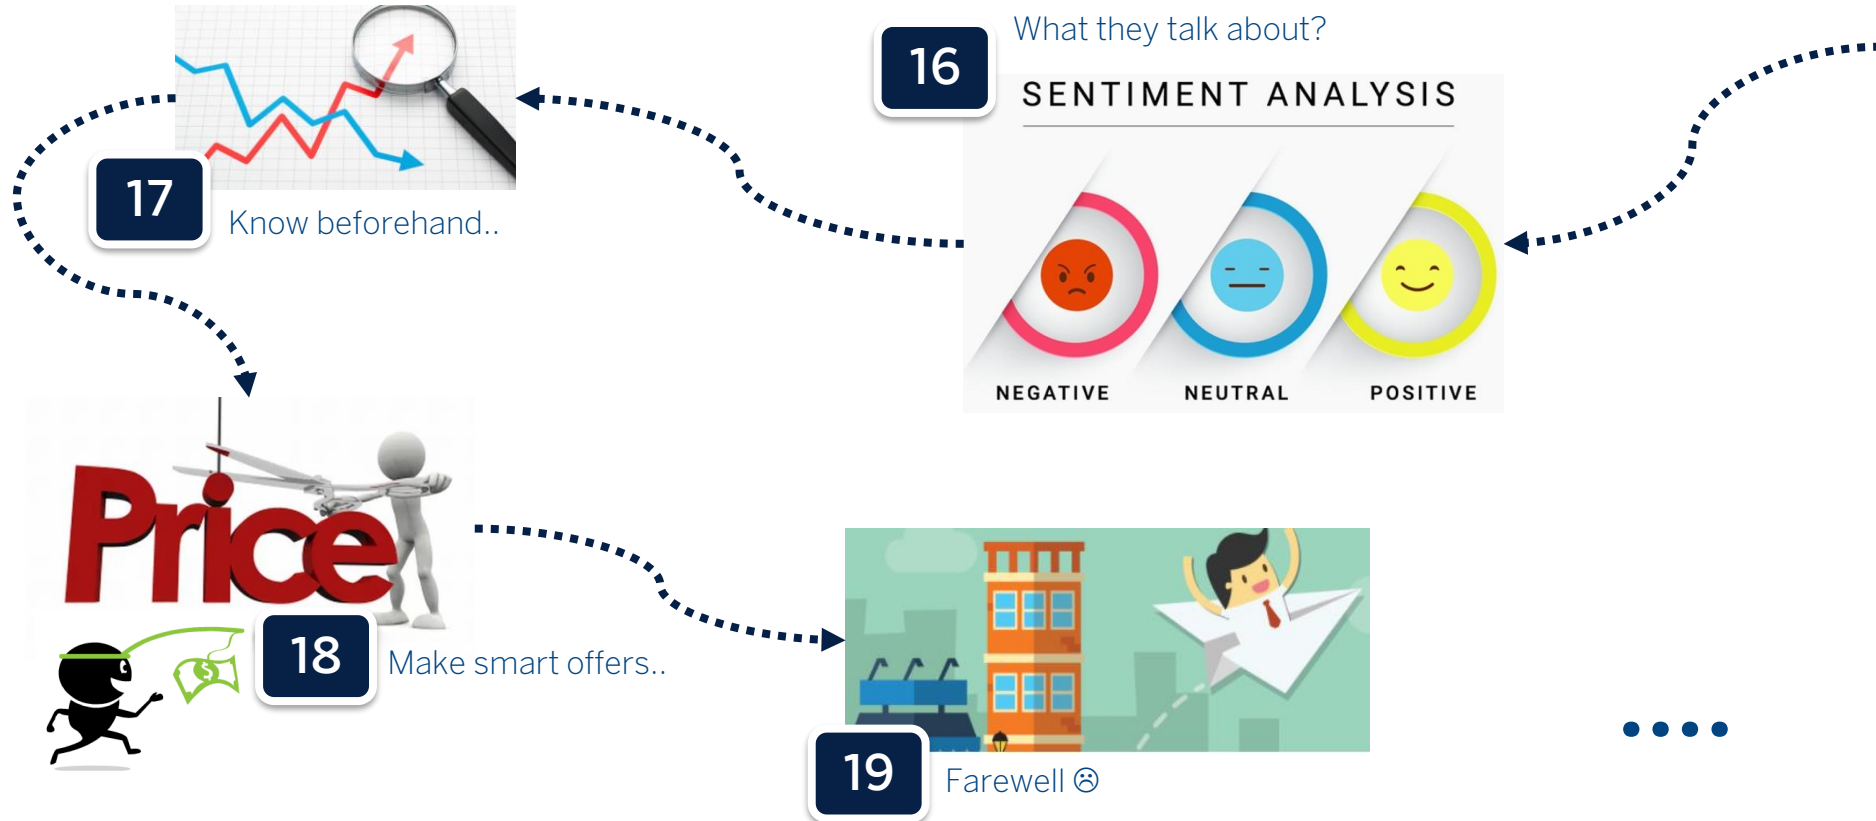 16
What they talk about?
SENTIMENT ANALYSIS
NEGATIVE NEUTRAL POSITIVE
17
Know beforehand..
Price
$
18
Make smart offers..
19
Farewell ☹
....